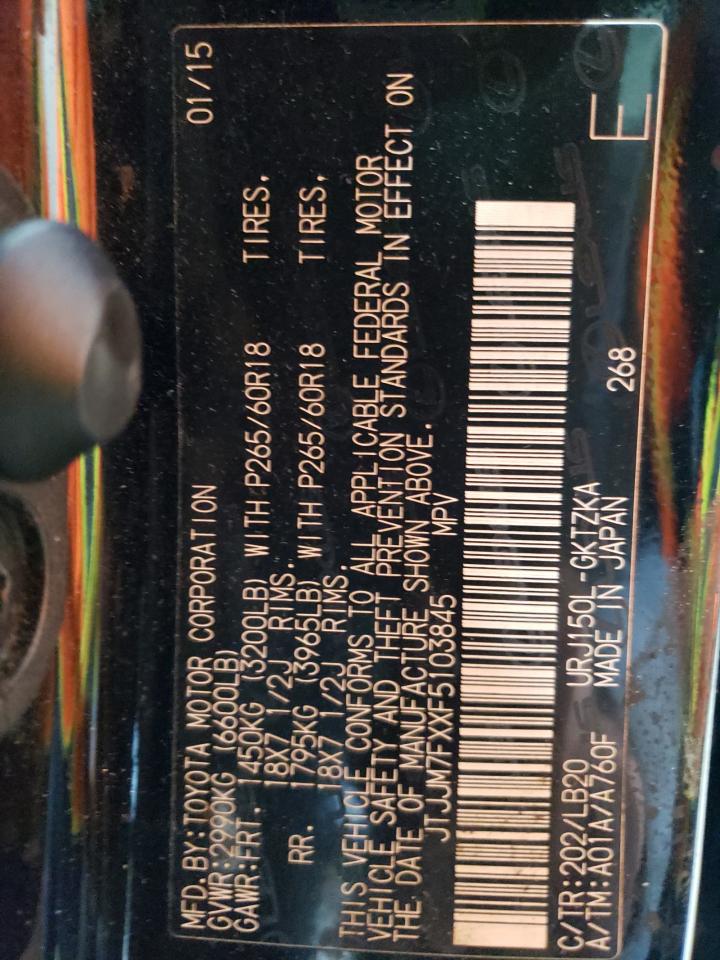 MFD. BY: TOYOTA MOTOR CORPORATION 01/15
GVWR: 2990KG (6600LB)
GAWR: FRT. 1450KG (3200LB) WITH P265/60R18 TIRES,
18X7 1/2J RIMS.
RR. 1795KG (3965LB) WITH P265/60R18 TIRES,
18X7 1/2J RIMS.
THIS VEHICLE CONFORMS TO ALL APPLICABLE FEDERAL MOTOR
VEHICLE SAFETY AND THEFT PREVENTION STANDARDS IN EFFECT ON
THE DATE OF MANUFACTURE SHOWN ABOVE.
JTJJM7FXXF5103845 MPV
C/TR: 202/LB20 URJ150L-GKTZKA
A/TM: A01A/A760F MADE IN JAPAN 268 E